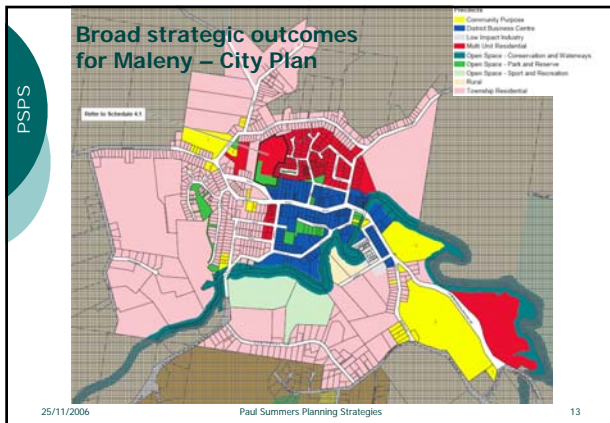 PSPS
Broad strategic outcomes
for Maleny – City Plan
Precincts
Community Purpose
District Business Centre
Low Impact Industry
Multi Unit Residential
Open Space - Conservation and Waterways
Open Space - Park and Reserve
Open Space - Sport and Recreation
Rural
Township Residential
Refer to Schedule 4.1
25/11/2006
Paul Summers Planning Strategies
13